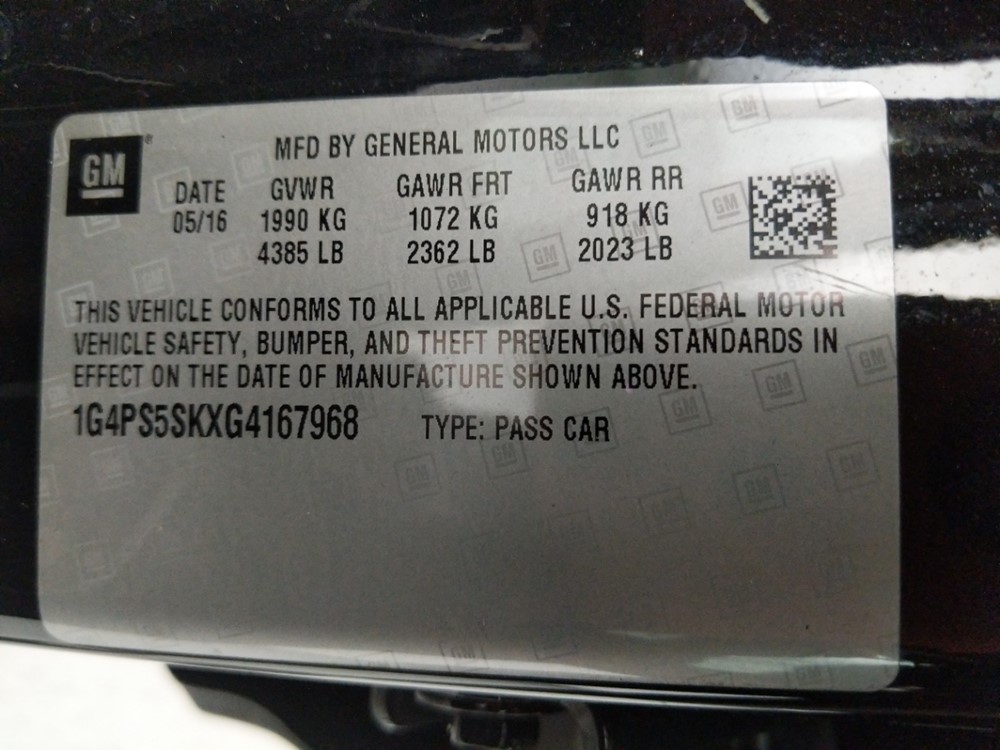 GM®
MFD BY GENERAL MOTORS LLC
DATE GVWR GAWR FRT GAWR RR
05/16 1990 KG 1072 KG 918 KG
4385 LB 2362 LB 2023 LB
THIS VEHICLE CONFORMS TO ALL APPLICABLE U.S. FEDERAL MOTOR
VEHICLE SAFETY, BUMPER, AND THEFT PREVENTION STANDARDS IN
EFFECT ON THE DATE OF MANUFACTURE SHOWN ABOVE.
1G4PS5SKXG4167968 TYPE: PASS CAR